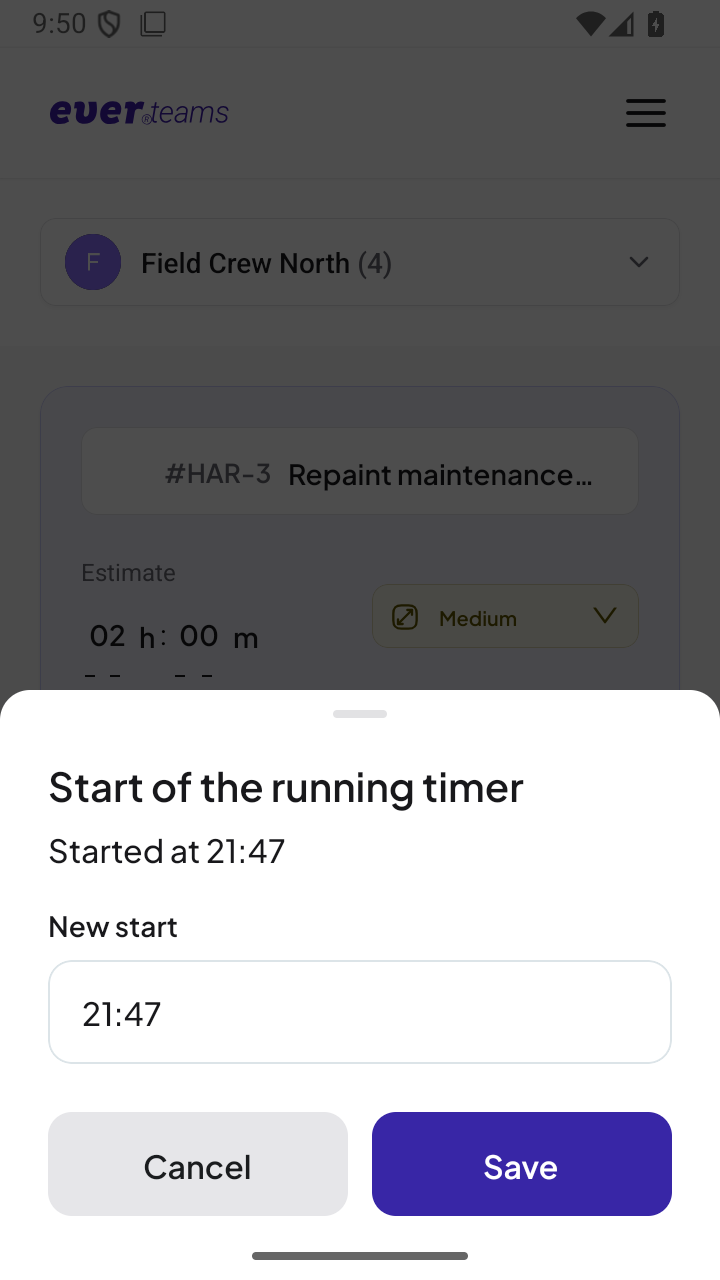 9:50
ever®teams
F Field Crew North (4)
#HAR-3 Repaint maintenance…
Estimate
02 h : 00 m
Medium
Start of the running timer
Started at 21:47
New start
21:47
Cancel Save